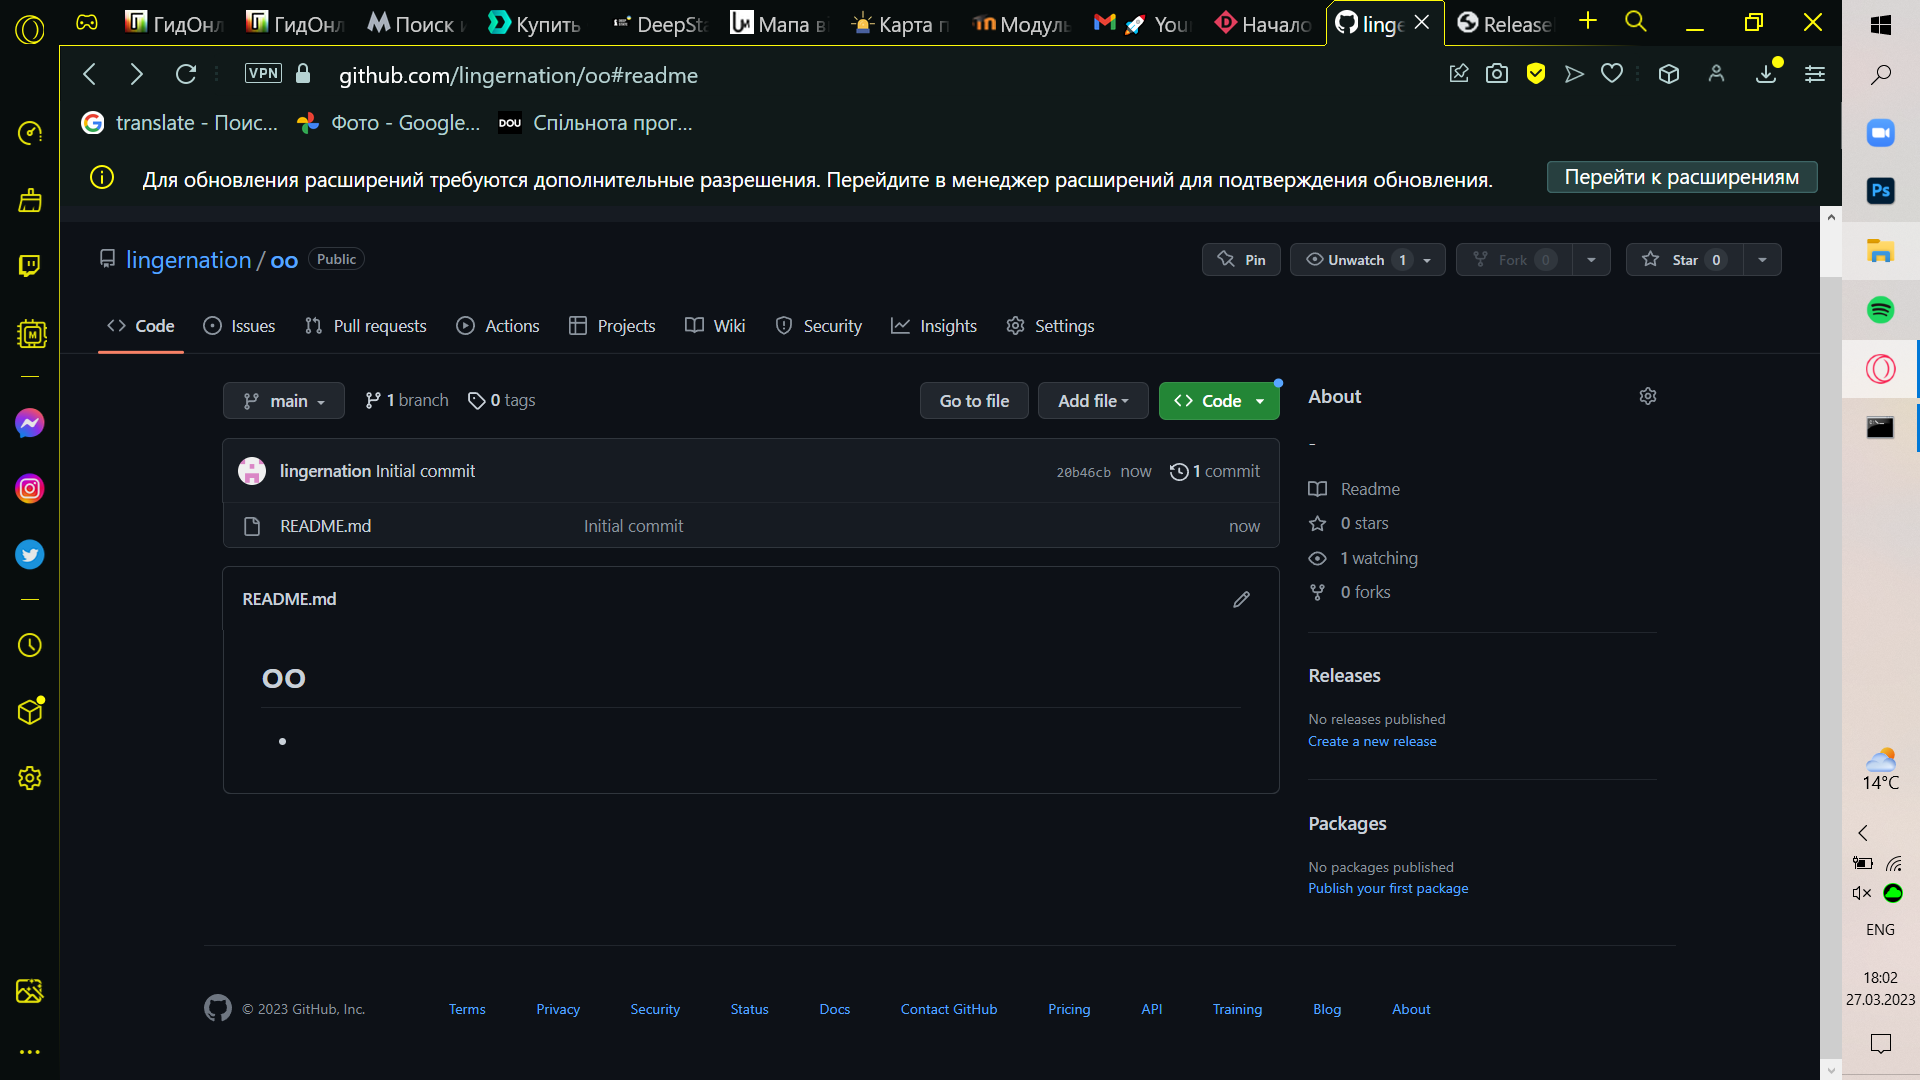 ГидОнл
ГидОнл
Поиск и
Купить
DeepSta
Мапа ві
Карта п
Модуль
You
Начало
linge
Release
VPN
github.com/lingernation/oo#readme
translate - Поис...
Фото - Google...
DOU
Спільнота прог...
Для обновления расширений требуются дополнительные разрешения. Перейдите в менеджер расширений для подтверждения обновления.
Перейти к расширениям
lingernation / oo
Public
Pin
Unwatch 1
Fork 0
Star 0
Code
Issues
Pull requests
Actions
Projects
Wiki
Security
Insights
Settings
main
1 branch
0 tags
Go to file
Add file
Code
About
-
lingernation Initial commit
20b46cb now
1 commit
README.md
Initial commit
now
Readme
0 stars
1 watching
0 forks
README.md
oo
Releases
No releases published
Create a new release
Packages
No packages published
Publish your first package
© 2023 GitHub, Inc.
Terms
Privacy
Security
Status
Docs
Contact GitHub
Pricing
API
Training
Blog
About
Ps
14°C
ENG
18:02
27.03.2023